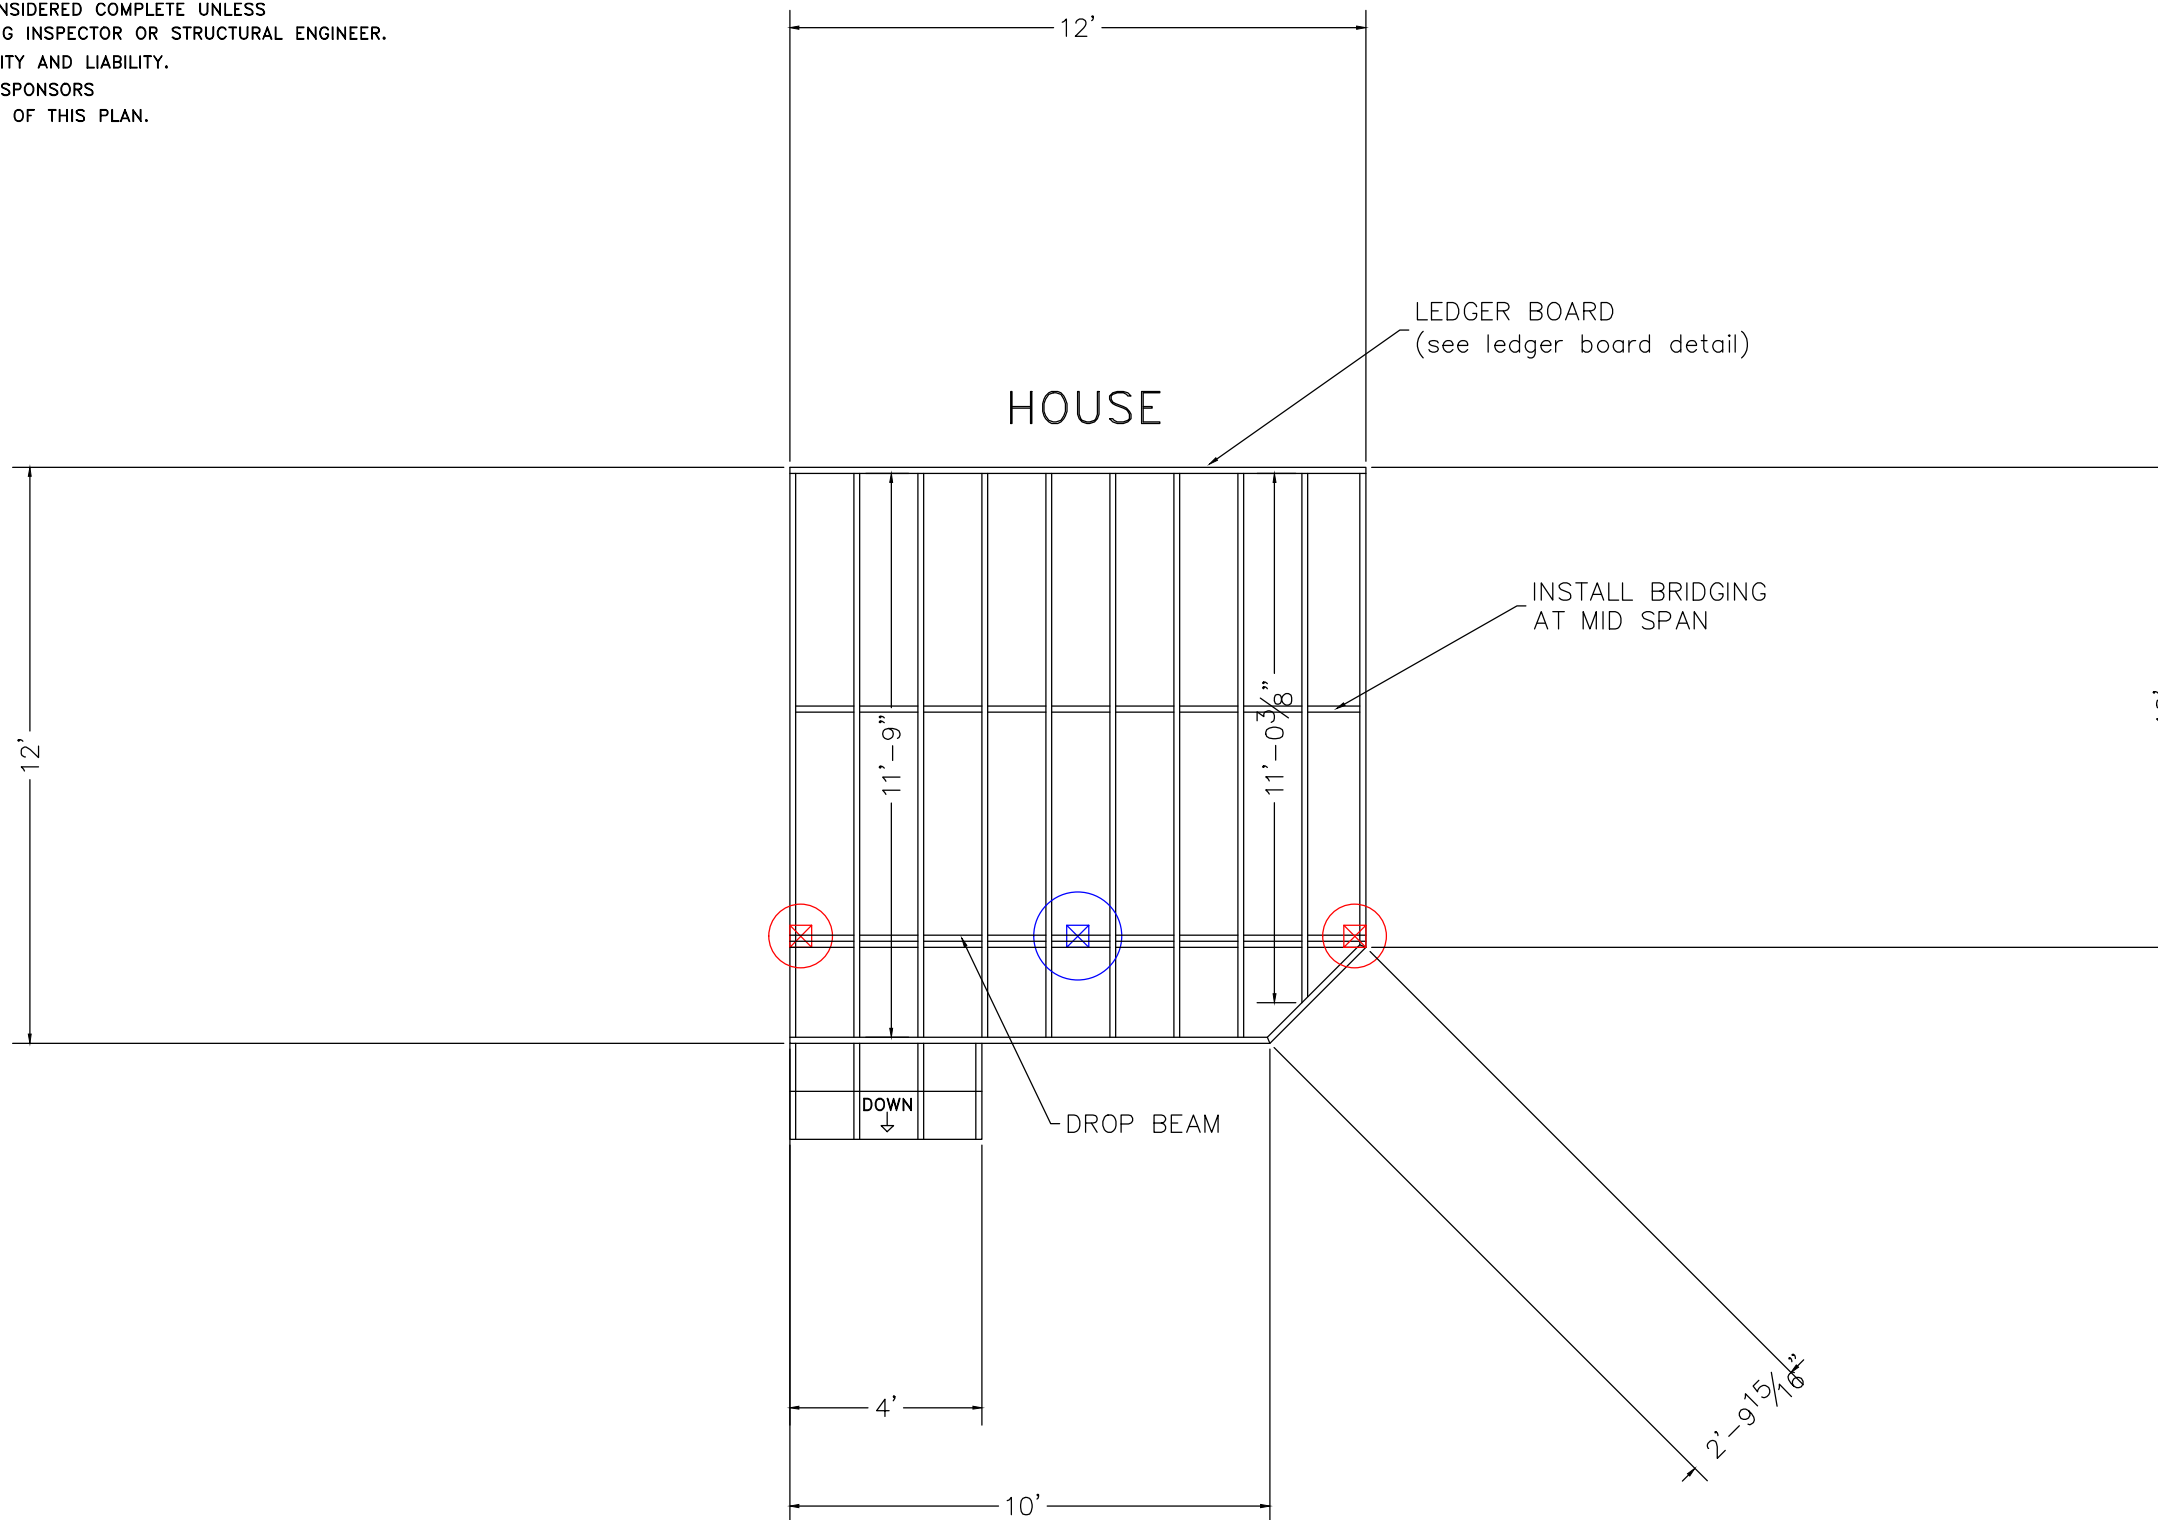 NSIDERED COMPLETE UNLESS
G INSPECTOR OR STRUCTURAL ENGINEER.
ITY AND LIABILITY.
SPONSORS
OF THIS PLAN.
12'
LEDGER BOARD
(see ledger board detail)
HOUSE
INSTALL BRIDGING
AT MID SPAN
12'
11'-9"
11'-0 3/8"
DOWN
DROP BEAM
4'
2'-9 15/16"
10'